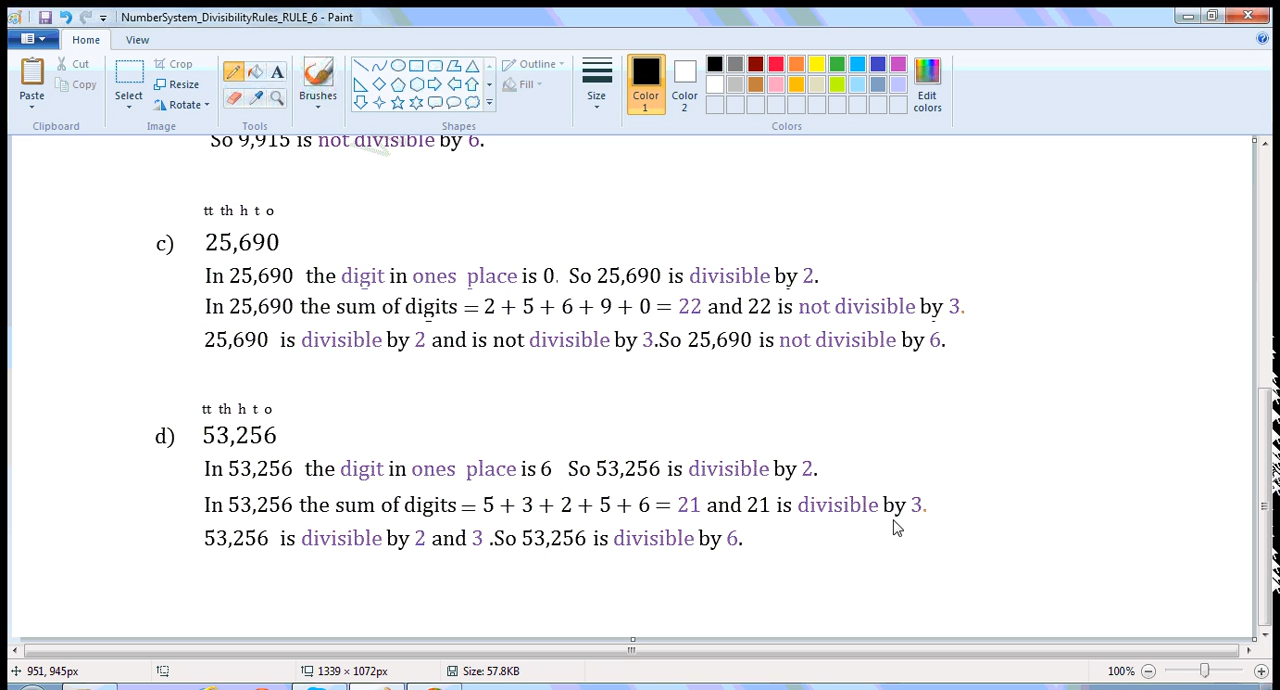 NumberSystem_DivisibilityRules_RULE_6 - Paint
Home View
Paste Cut Copy Clipboard
Select Crop Resize Rotate Image
Tools
Brushes
Shapes Outline Fill
Size
Color 1 Color 2 Edit colors Colors
So 9,915 is not divisible by 6.
tt th h t o
c) 25,690
In 25,690 the digit in ones place is 0. So 25,690 is divisible by 2.
In 25,690 the sum of digits = 2 + 5 + 6 + 9 + 0 = 22 and 22 is not divisible by 3.
25,690 is divisible by 2 and is not divisible by 3.So 25,690 is not divisible by 6.
tt th h t o
d) 53,256
In 53,256 the digit in ones place is 6 So 53,256 is divisible by 2.
In 53,256 the sum of digits = 5 + 3 + 2 + 5 + 6 = 21 and 21 is divisible by 3.
53,256 is divisible by 2 and 3 .So 53,256 is divisible by 6.
951, 945px 1339 × 1072px Size: 57.8KB 100%